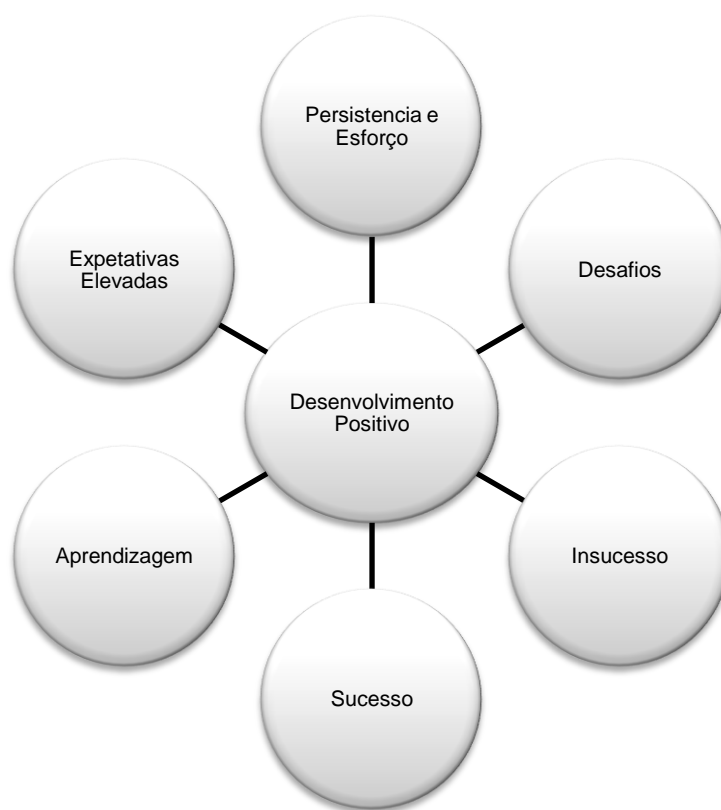 Persistencia e
Esforço
Expetativas
Elevadas
Desafios
Desenvolvimento
Positivo
Aprendizagem
Insucesso
Sucesso